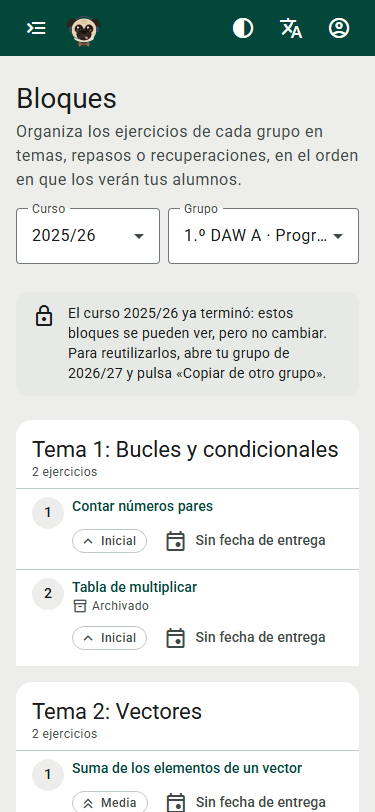 Bloques
Organiza los ejercicios de cada grupo en
temas, repasos o recuperaciones, en el orden
en que los verán tus alumnos.
Curso
2025/26
Grupo
1.º DAW A · Progr...
El curso 2025/26 ya terminó: estos
bloques se pueden ver, pero no cambiar.
Para reutilizarlos, abre tu grupo de
2026/27 y pulsa «Copiar de otro grupo».
Tema 1: Bucles y condicionales
2 ejercicios
1
Contar números pares
Inicial
Sin fecha de entrega
2
Tabla de multiplicar
Archivado
Inicial
Sin fecha de entrega
Tema 2: Vectores
2 ejercicios
1
Suma de los elementos de un vector
Media
Sin fecha de entrega